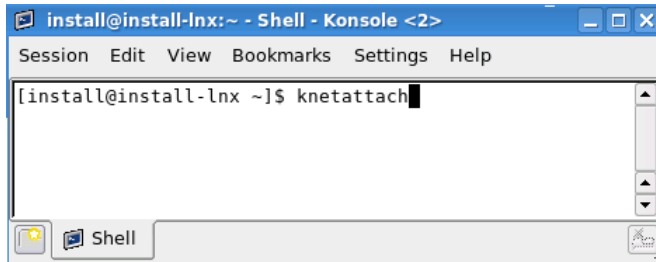 install@install-lnx:~ - Shell - Konsole <2>
Session Edit View Bookmarks Settings Help
[install@install-lnx ~]$ knetattach
Shell